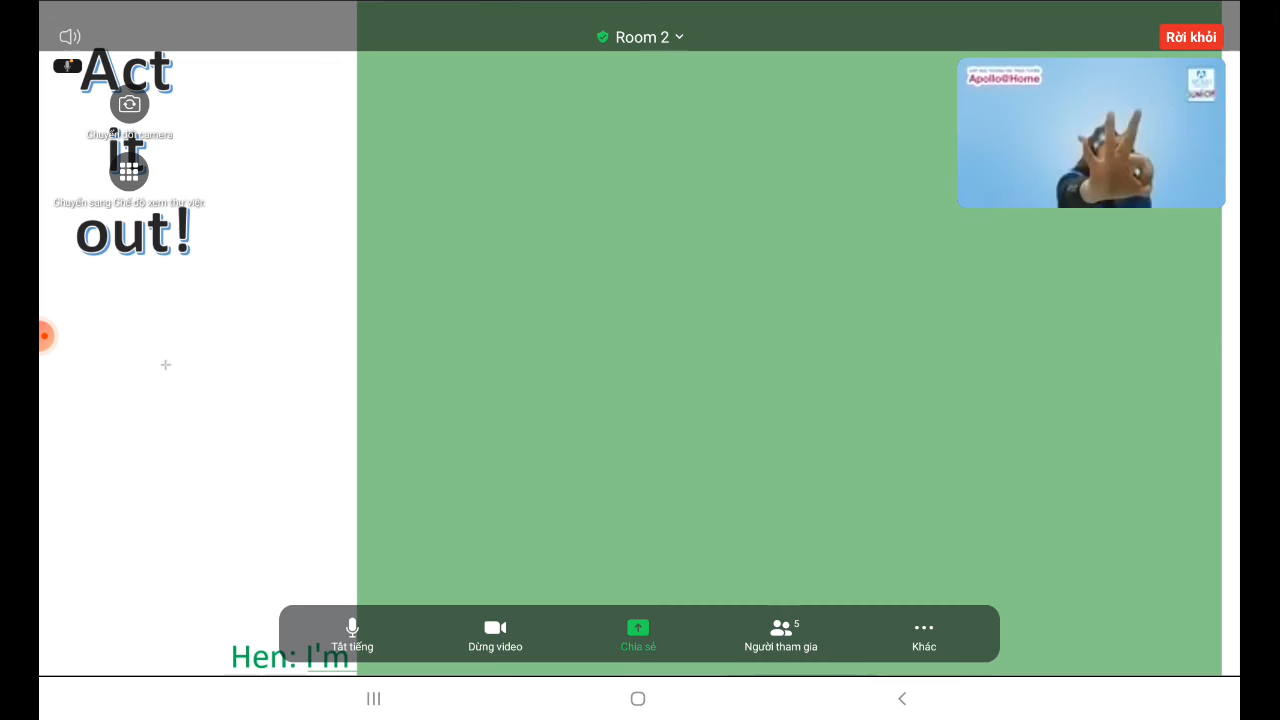 Room 2
Rời khỏi
Act
it
out!
Chuyển đổi camera
Chuyển sang Chế độ xem thư viện
Apollo@Home
JUNIOR
Hen: I'm
Tắt tiếng
Dừng video
Chia sẻ
5
Người tham gia
Khác